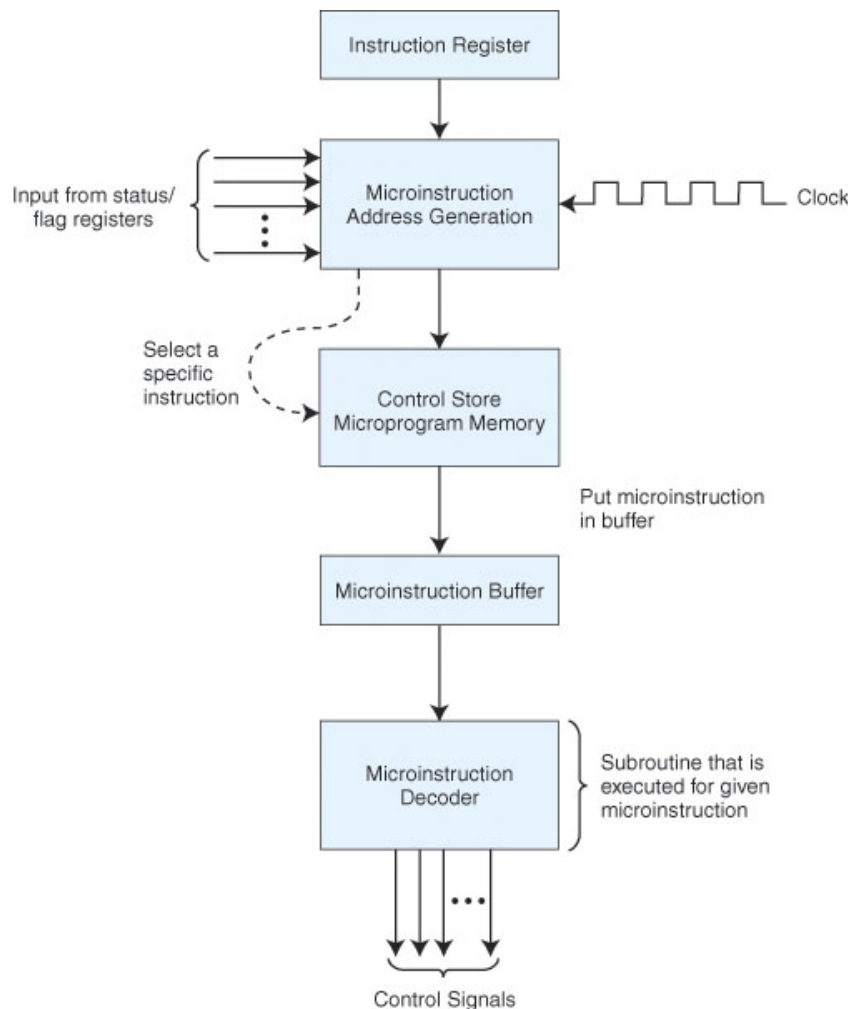 Instruction Register
Input from status/
flag registers
Microinstruction
Address Generation
Clock
Select a
specific
instruction
Control Store
Microprogram Memory
Put microinstruction
in buffer
Microinstruction Buffer
Microinstruction
Decoder
Subroutine that is
executed for given
microinstruction
Control Signals